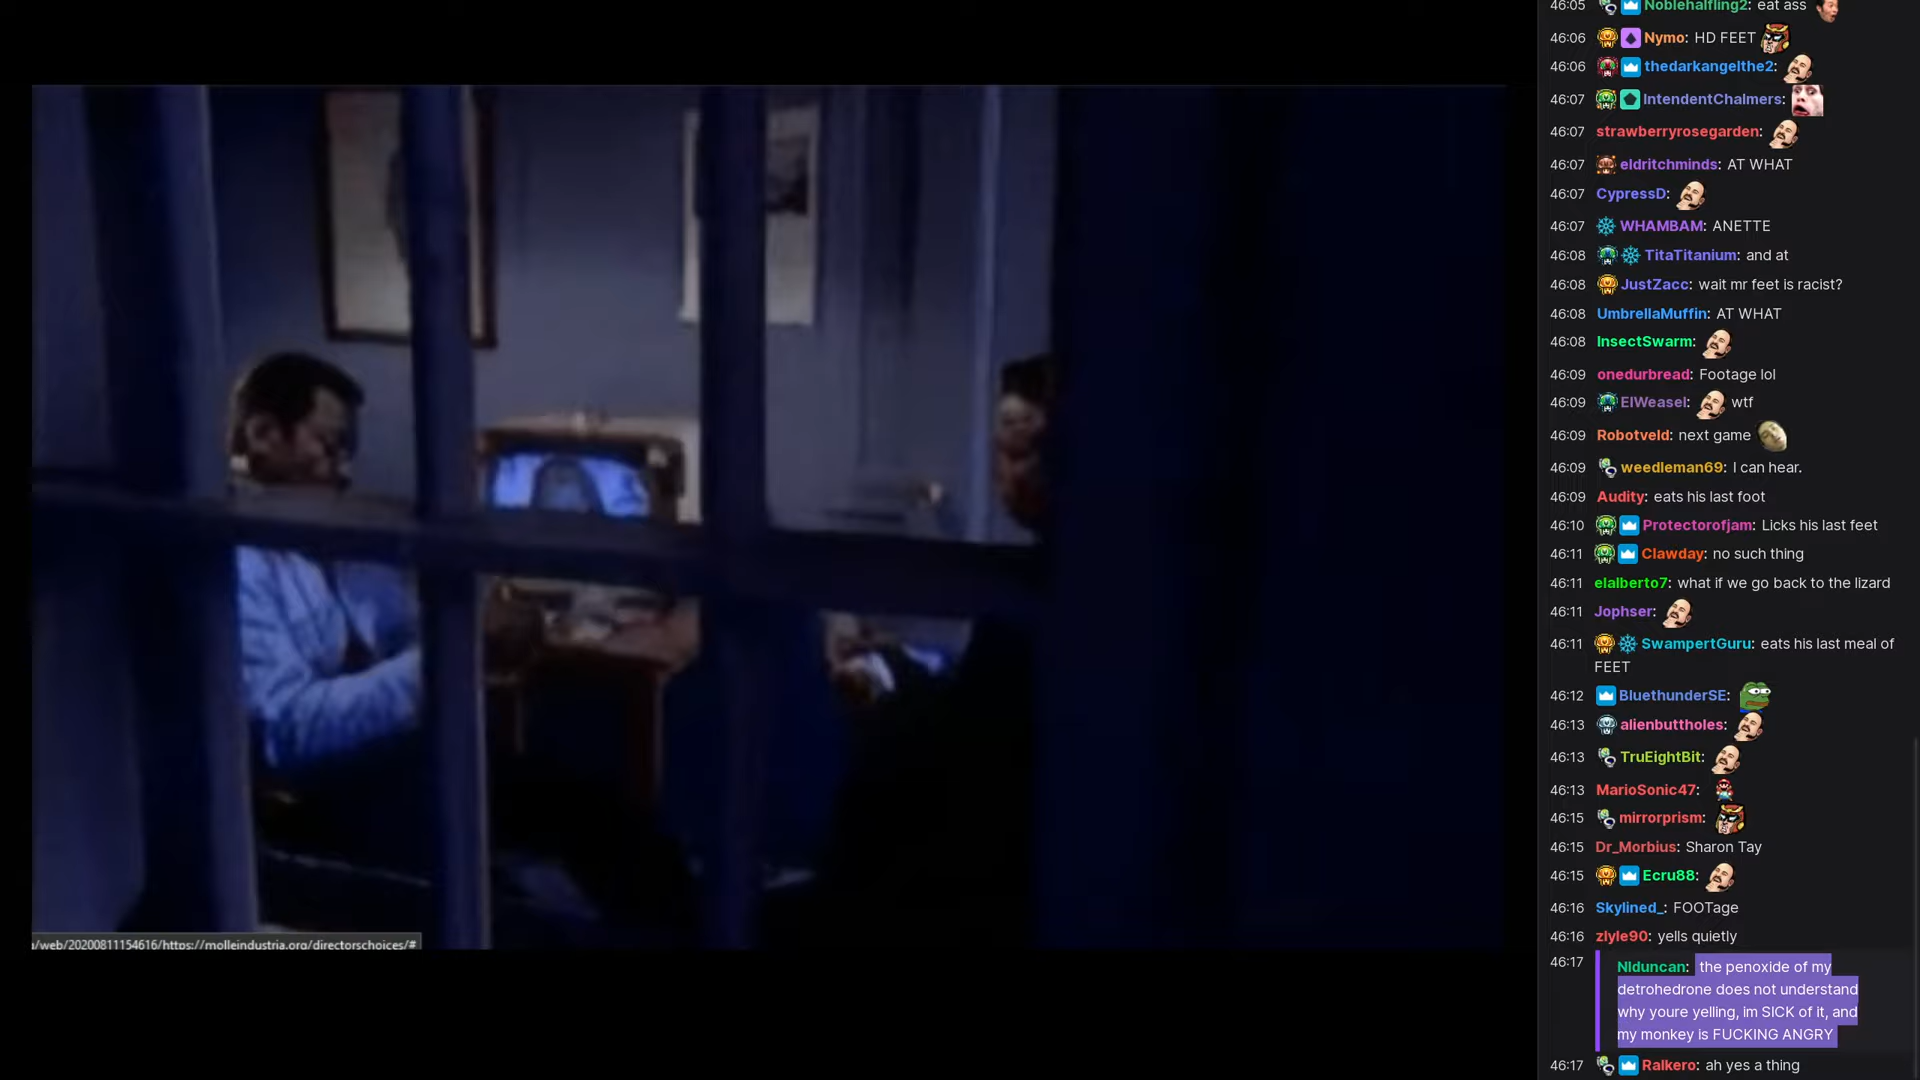 46:05 Noblehalfling2: eat ass
46:06 Nymo: HD FEET
46:06 thedarkangelthe2:
46:07 IntendentChalmers:
46:07 strawberryrosegarden:
46:07 eldritchminds: AT WHAT
46:07 CypressD:
46:07 WHAMBAM: ANETTE
46:08 TitaTitanium: and at
46:08 JustZacc: wait mr feet is racist?
46:08 UmbrellaMuffin: AT WHAT
46:08 InsectSwarm:
46:09 onedurbread: Footage lol
46:09 ElWeasel: wtf
46:09 Robotveld: next game
46:09 weedleman69: I can hear.
46:09 Audity: eats his last foot
46:10 Protectorofjam: Licks his last feet
46:11 Clawday: no such thing
46:11 elalberto7: what if we go back to the lizard
46:11 Jophser:
46:11 SwampertGuru: eats his last meal of
FEET
46:12 BluethunderSE:
46:13 alienbuttholes:
46:13 TruEightBit:
46:13 MarioSonic47:
46:15 mirrorprism:
46:15 Dr_Morbius: Sharon Tay
46:15 Ecru88:
46:16 Skylined_: FOOTage
46:16 zlyle90: yells quietly
46:17 Nlduncan: the penoxide of my
detrohedrone does not understand
why youre yelling, im SICK of it, and
my monkey is FUCKING ANGRY
46:17 Ralkero: ah yes a thing
/web/20200811154616/https://molleindustria.org/directorschoices/#